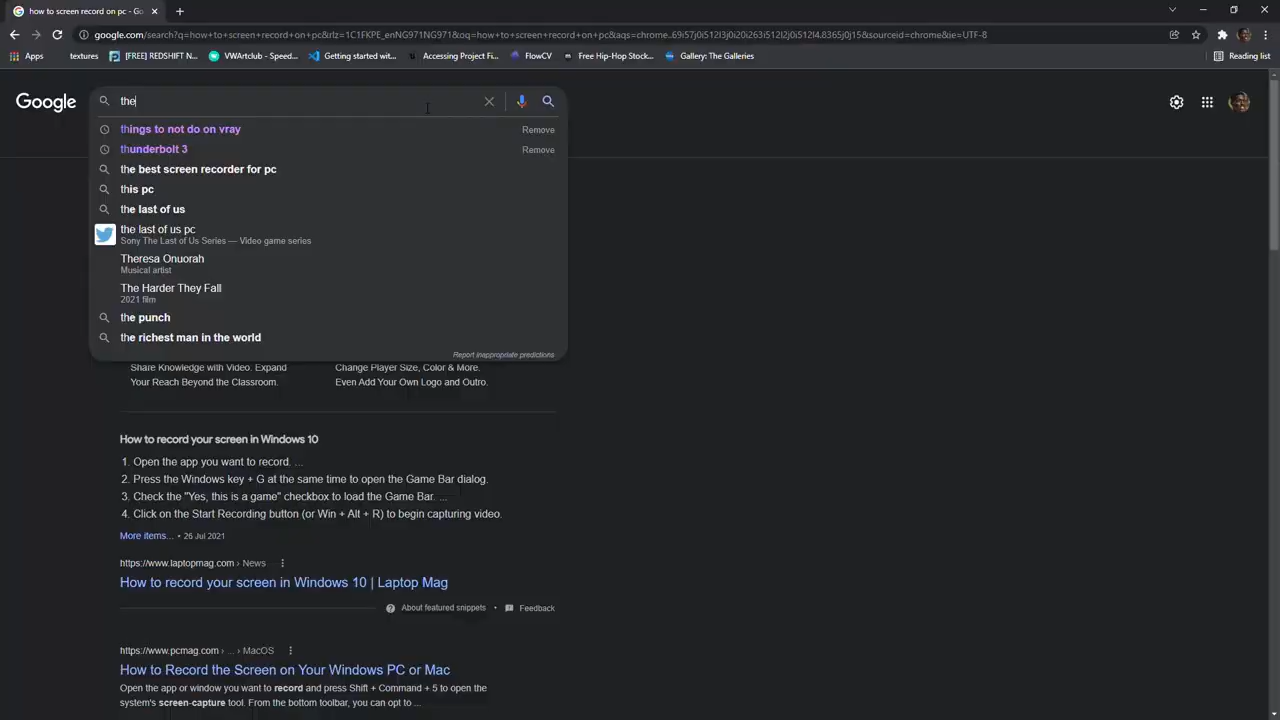 how to screen record on pc - Go
google.com/search?q=how+to+screen+record+on+pc&rlz=1C1FKPE_enNG971NG971&oq=how+to+screen+record+on+pc&aqs=chrome..69i57j0i512l3j0i20i263i512l2j0i512l4.8365j0j15&sourceid=chrome&ie=UTF-8
Apps textures [FREE] REDSHIFT N... VWArtclub - Speed... Getting started wit... Accessing Project Fi... FlowCV Free Hip-Hop Stock... Gallery: The Galleries Reading list
Google the
things to not do on vray Remove
thunderbolt 3 Remove
the best screen recorder for pc
this pc
the last of us
the last of us pc
Sony The Last of Us Series — Video game series
Theresa Onuorah
Musical artist
The Harder They Fall
2021 film
the punch
the richest man in the world
Report inappropriate predictions
Share Knowledge with Video. Expand Change Player Size, Color & More.
Your Reach Beyond the Classroom. Even Add Your Own Logo and Outro.
How to record your screen in Windows 10
1. Open the app you want to record. ...
2. Press the Windows key + G at the same time to open the Game Bar dialog.
3. Check the "Yes, this is a game" checkbox to load the Game Bar. ...
4. Click on the Start Recording button (or Win + Alt + R) to begin capturing video.
More items... • 26 Jul 2021
https://www.laptopmag.com › News
How to record your screen in Windows 10 | Laptop Mag
About featured snippets • Feedback
https://www.pcmag.com › ... › MacOS
How to Record the Screen on Your Windows PC or Mac
Open the app or window you want to record and press Shift + Command + 5 to open the
system's screen-capture tool. From the bottom toolbar, you can opt to ...